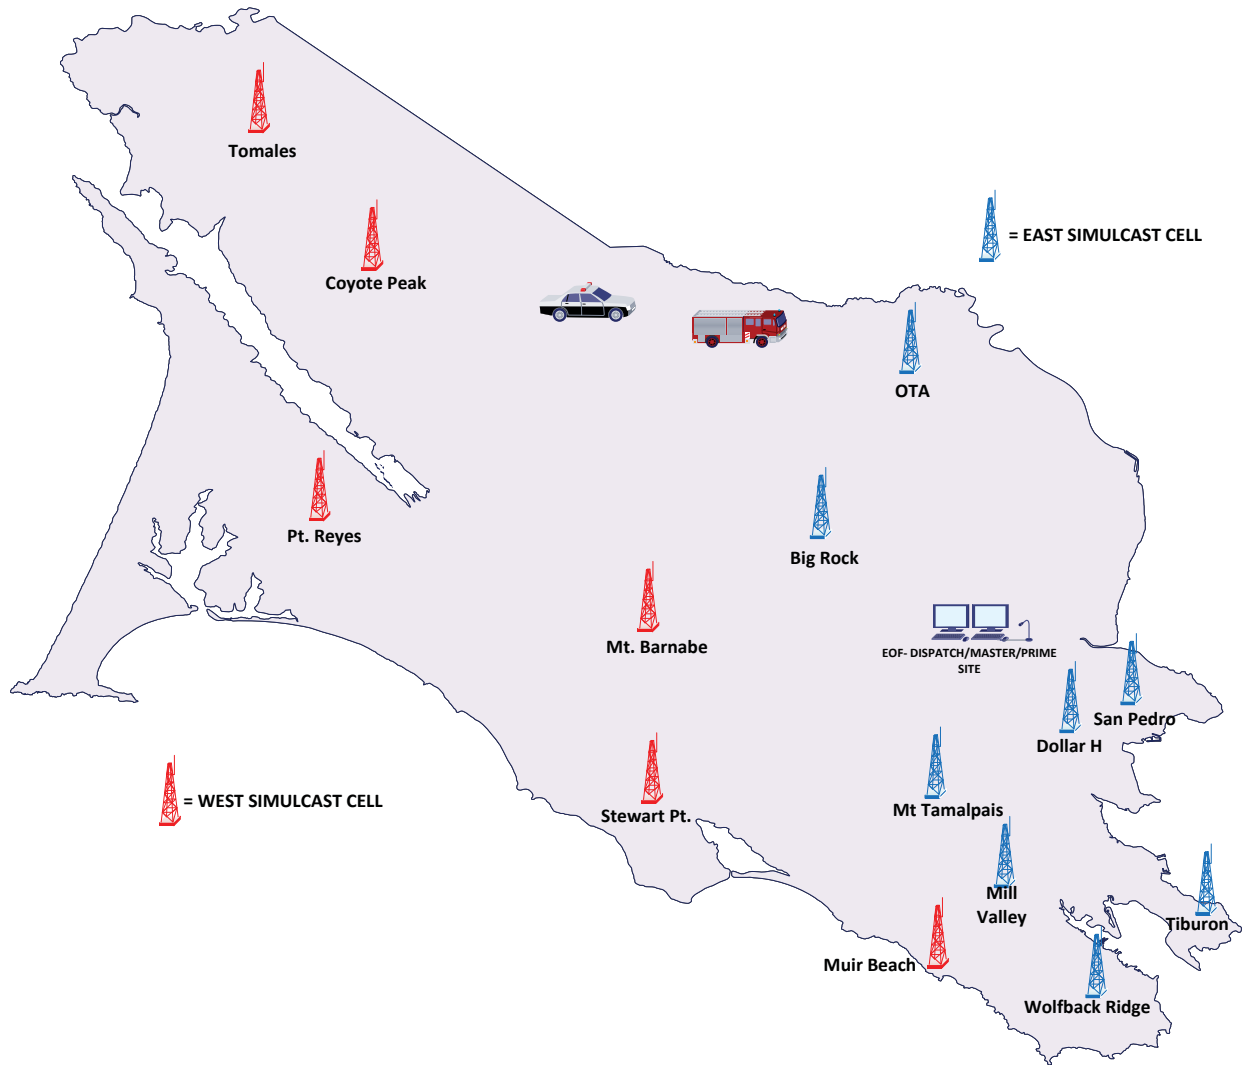 Tomales
= EAST SIMULCAST CELL
Coyote Peak
OTA
Pt. Reyes
Big Rock
Mt. Barnabe
EOF- DISPATCH/MASTER/PRIME
SITE
San Pedro
Dollar H
= WEST SIMULCAST CELL
Stewart Pt.
Mt Tamalpais
Mill
Valley
Tiburon
Muir Beach
Wolfback Ridge